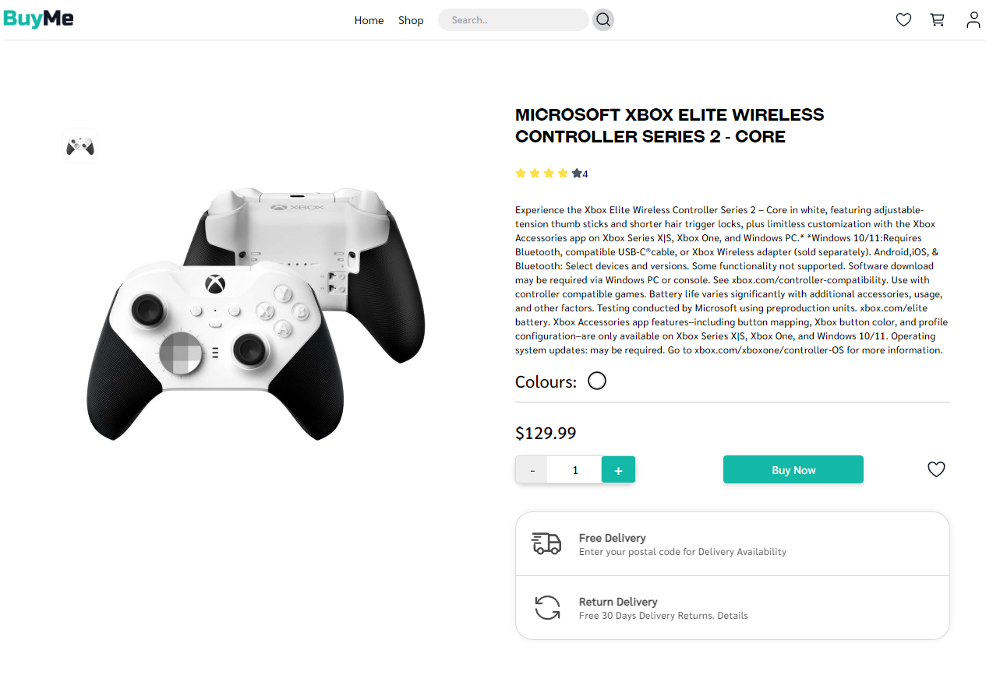 BuyMe
Home
Shop
Search..
MICROSOFT XBOX ELITE WIRELESS
CONTROLLER SERIES 2 - CORE
4
Experience the Xbox Elite Wireless Controller Series 2 – Core in white, featuring adjustable-
tension thumb sticks and shorter hair trigger locks, plus limitless customization with the Xbox
Accessories app on Xbox Series X|S, Xbox One, and Windows PC.* *Windows 10/11:Requires
Bluetooth, compatible USB-C®cable, or Xbox Wireless adapter (sold separately). Android,iOS, &
Bluetooth: Select devices and versions. Some functionality not supported. Software download
may be required via Windows PC or console. See xbox.com/controller-compatibility. Use with
controller compatible games. Battery life varies significantly with additional accessories, usage,
and other factors. Testing conducted by Microsoft using preproduction units. xbox.com/elite
battery. Xbox Accessories app features–including button mapping, Xbox button color, and profile
configuration–are only available on Xbox Series X|S, Xbox One, and Windows 10/11. Operating
system updates: may be required. Go to xbox.com/xboxone/controller-OS for more information.
XBOX
Y
X
B
A
Colours:
$129.99
-
1
+
Buy Now
Free Delivery
Enter your postal code for Delivery Availability
Return Delivery
Free 30 Days Delivery Returns. Details